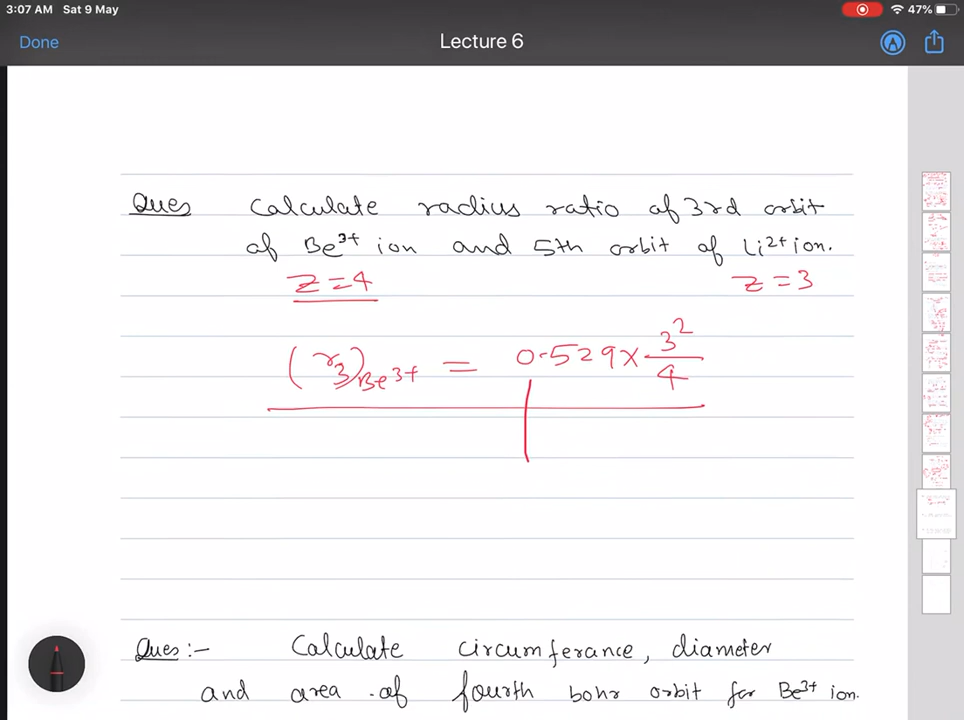 3:07 AM Sat 9 May 47%
Done Lecture 6
Ques Calculate radius ratio of 3rd orbit
of Be³⁺ ion and 5th orbit of Li²⁺ ion.
z = 4 z = 3
(r₃)Be³⁺ = 0.529 × 3²/4
Ques :- Calculate circumferance, diameter
and area of fourth bohr orbit for Be³⁺ ion.